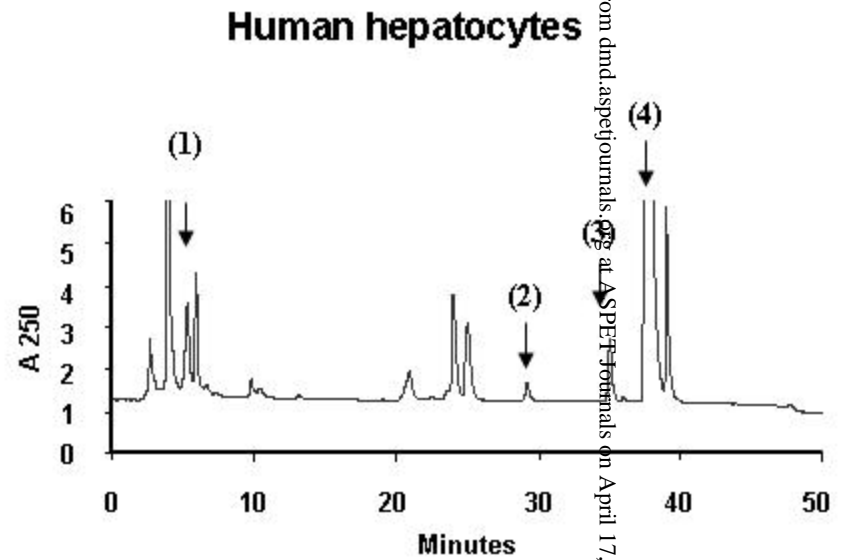 Human hepatocytes
(4)
(1)
(3)
(2)
6
5
4
3
2
1
0
A 250
0 10 20 30 40 50
Minutes
om dmd.aspetjournals.org at ASPET Journals on April 17,